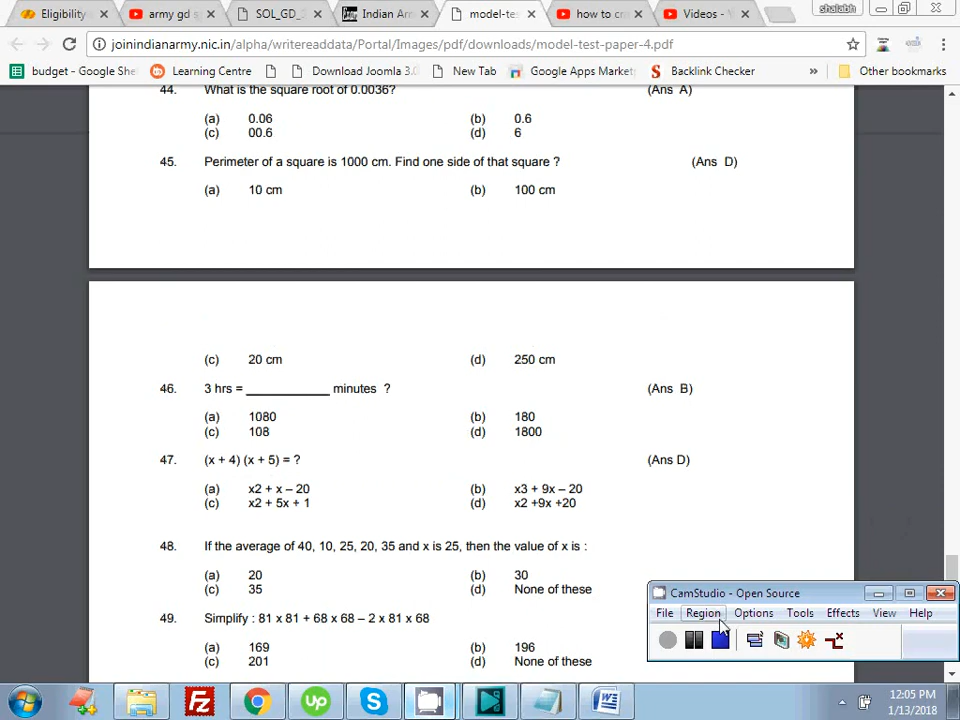 Eligibility
army gd s
SOL_GD_
Indian Arm
model-tes
how to cr
Videos -
shalabh
joinindianarmy.nic.in/alpha/writereaddata/Portal/Images/pdf/downloads/model-test-paper-4.pdf
budget - Google She
Learning Centre
Download Joomla 3.0
New Tab
Google Apps Market
Backlink Checker
»
Other bookmarks
44. What is the square root of 0.0036? (Ans A)
(a) 0.06 (b) 0.6
(c) 00.6 (d) 6
45. Perimeter of a square is 1000 cm. Find one side of that square ? (Ans D)
(a) 10 cm (b) 100 cm
(c) 20 cm (d) 250 cm
46. 3 hrs = ____________ minutes ? (Ans B)
(a) 1080 (b) 180
(c) 108 (d) 1800
47. (x + 4) (x + 5) = ? (Ans D)
(a) x2 + x – 20 (b) x3 + 9x – 20
(c) x2 + 5x + 1 (d) x2 +9x +20
48. If the average of 40, 10, 25, 20, 35 and x is 25, then the value of x is :
(a) 20 (b) 30
(c) 35 (d) None of these
49. Simplify : 81 x 81 + 68 x 68 – 2 x 81 x 68
(a) 169 (b) 196
(c) 201 (d) None of these
CamStudio - Open Source
File Region Options Tools Effects View Help
12:05 PM
1/13/2018